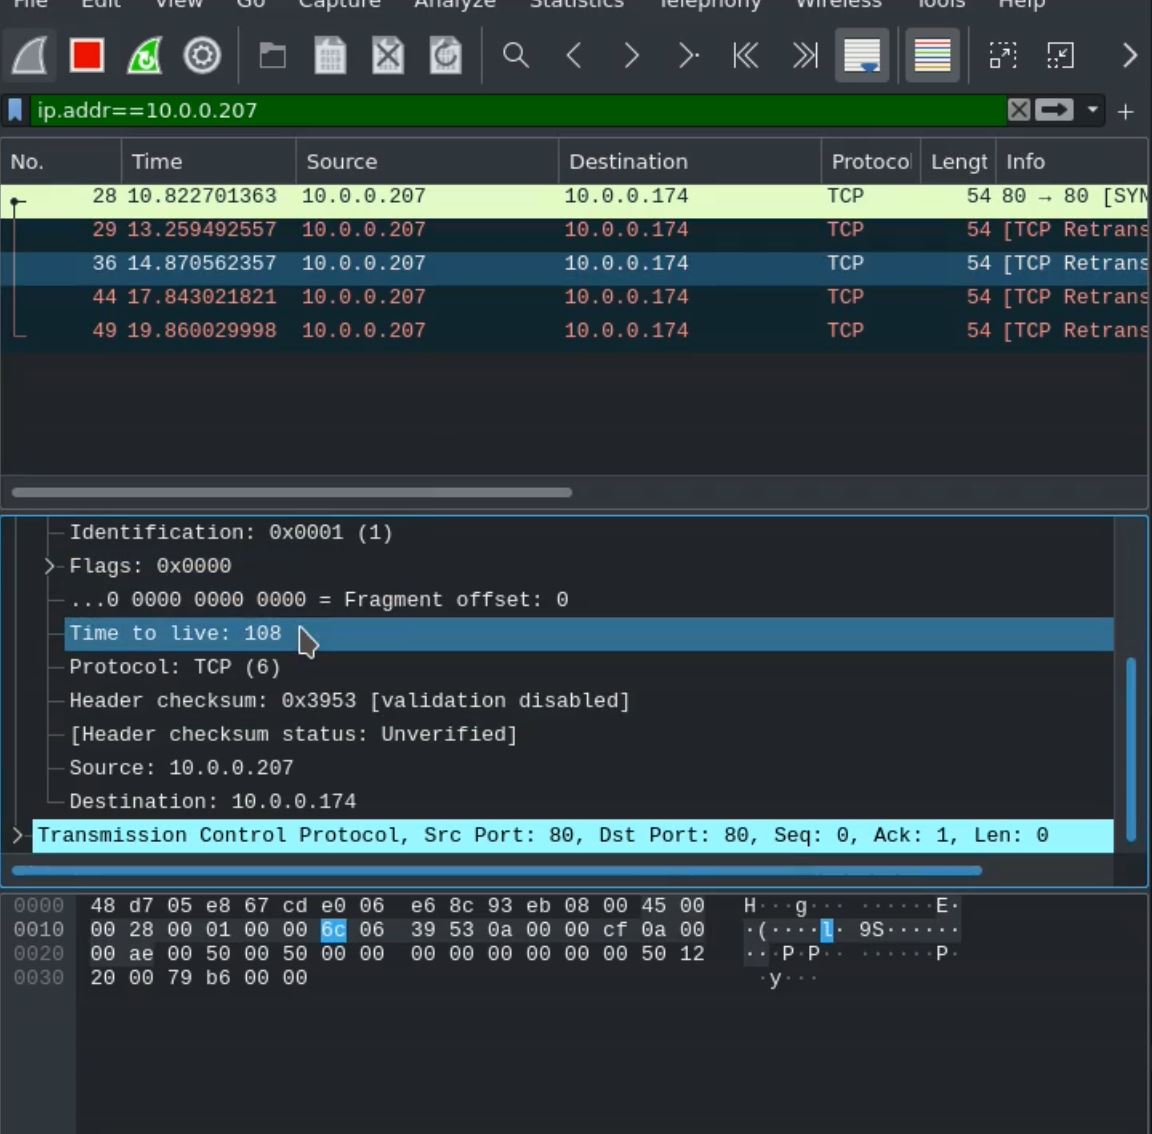 File Edit View Go Capture Analyze Statistics Telephony Wireless Tools Help
ip.addr==10.0.0.207
No. Time Source Destination Protocol Lengt Info
28 10.822701363 10.0.0.207 10.0.0.174 TCP 54 80 → 80 [SYN
29 13.259492557 10.0.0.207 10.0.0.174 TCP 54 [TCP Retrans
36 14.870562357 10.0.0.207 10.0.0.174 TCP 54 [TCP Retrans
44 17.843021821 10.0.0.207 10.0.0.174 TCP 54 [TCP Retrans
49 19.860029998 10.0.0.207 10.0.0.174 TCP 54 [TCP Retrans
Identification: 0x0001 (1)
Flags: 0x0000
...0 0000 0000 0000 = Fragment offset: 0
Time to live: 108
Protocol: TCP (6)
Header checksum: 0x3953 [validation disabled]
[Header checksum status: Unverified]
Source: 10.0.0.207
Destination: 10.0.0.174
Transmission Control Protocol, Src Port: 80, Dst Port: 80, Seq: 0, Ack: 1, Len: 0
0000 48 d7 05 e8 67 cd e0 06 e6 8c 93 eb 08 00 45 00 H···g··· ······E·
0010 00 28 00 01 00 00 6c 06 39 53 0a 00 00 cf 0a 00 ·(····l· 9S······
0020 00 ae 00 50 00 50 00 00 00 00 00 00 00 00 50 12 ···P·P·· ······P·
0030 20 00 79 b6 00 00 ·y···